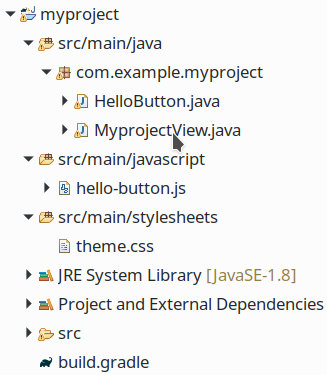 myproject
src/main/java
com.example.myproject
HelloButton.java
MyprojectView.java
src/main/javascript
hello-button.js
src/main/stylesheets
theme.css
JRE System Library [JavaSE-1.8]
Project and External Dependencies
src
build.gradle